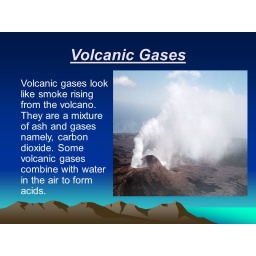 Volcanic Gases
Volcanic gases look
like smoke rising
from the volcano.
They are a mixture
of ash and gases
namely, carbon
dioxide. Some
volcanic gases
combine with water
in the air to form
acids.